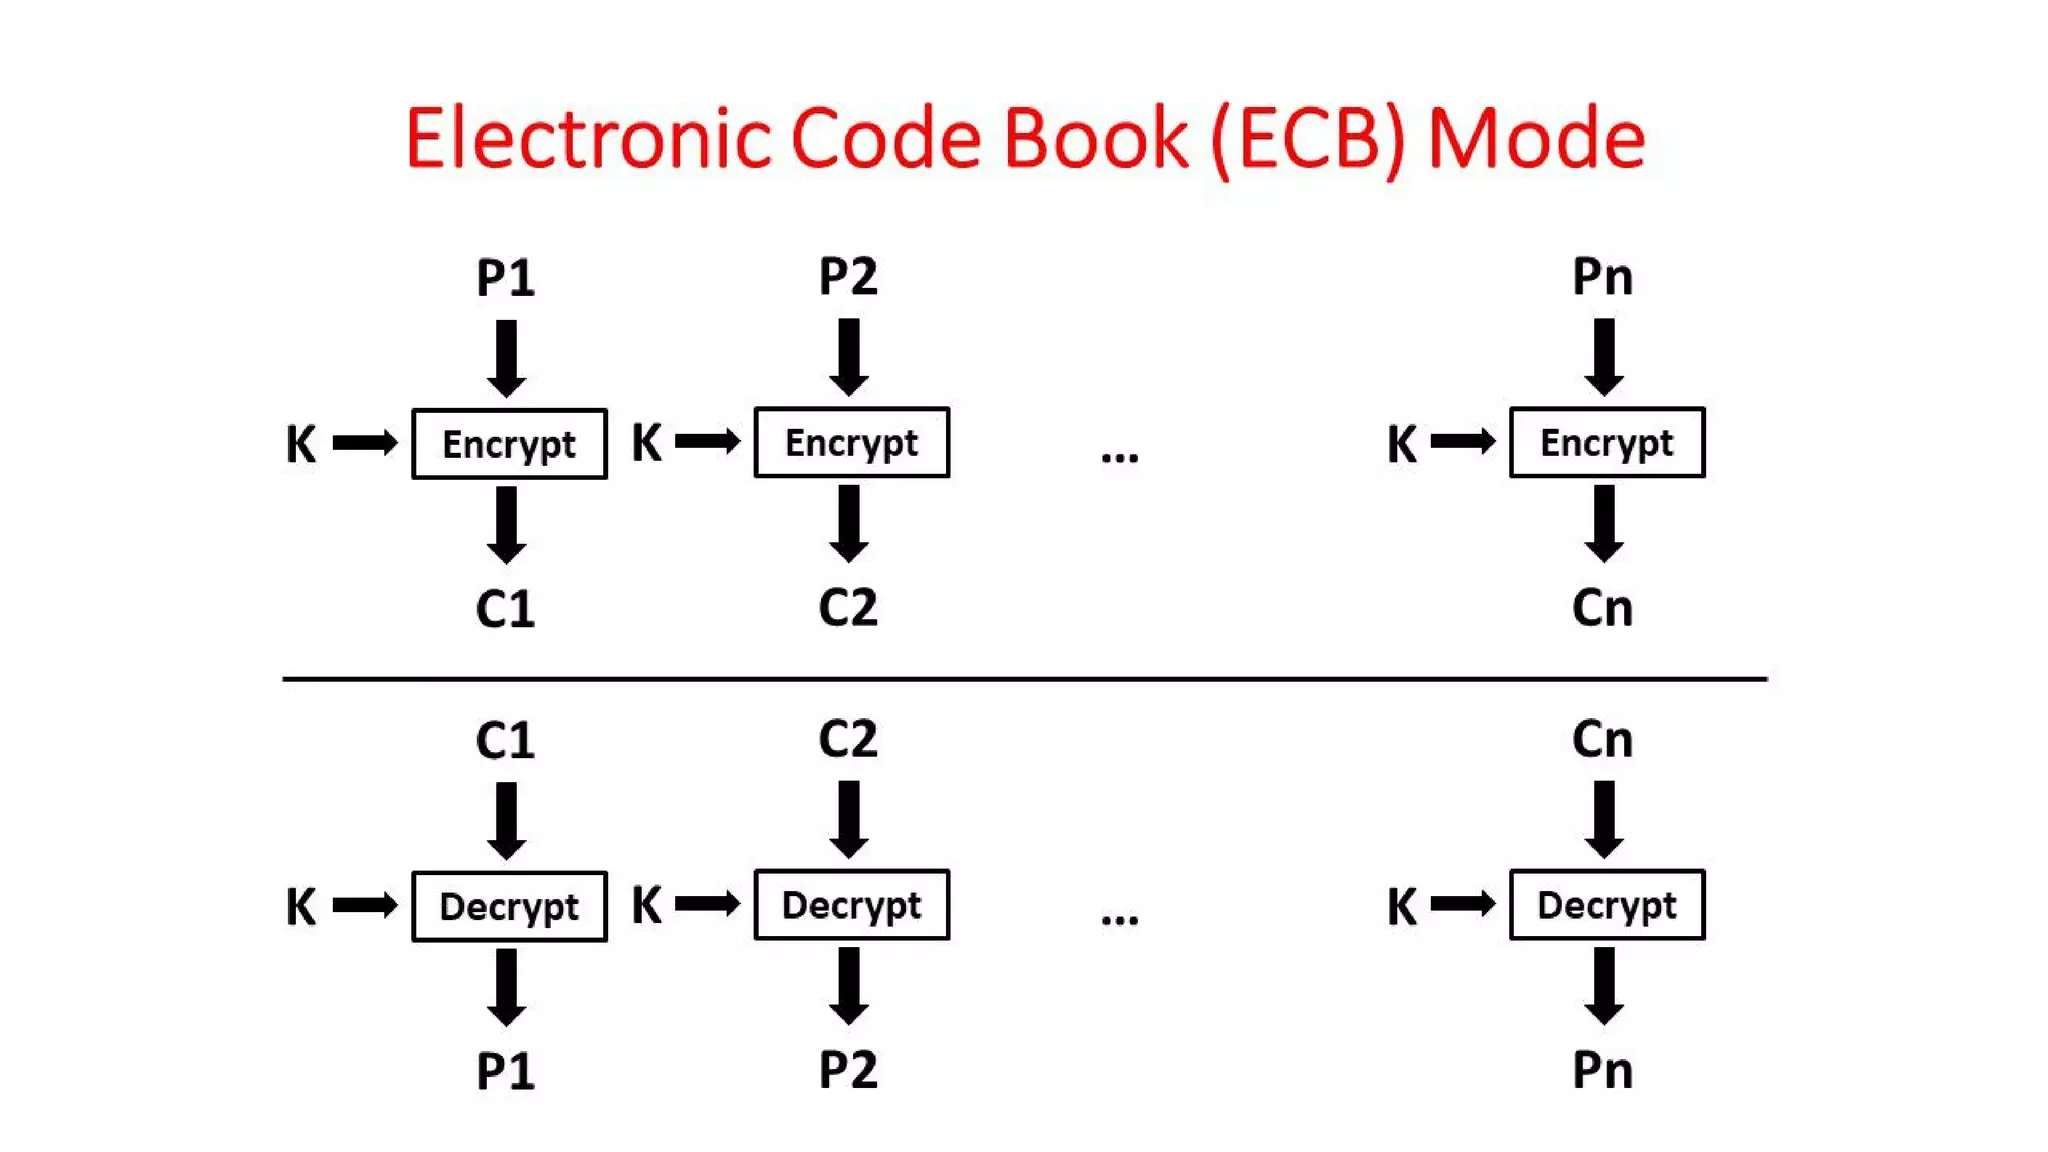 Electronic Code Book (ECB) Mode
P1 P2 Pn
K Encrypt K Encrypt ... K Encrypt
C1 C2 Cn
C1 C2 Cn
K Decrypt K Decrypt ... K Decrypt
P1 P2 Pn